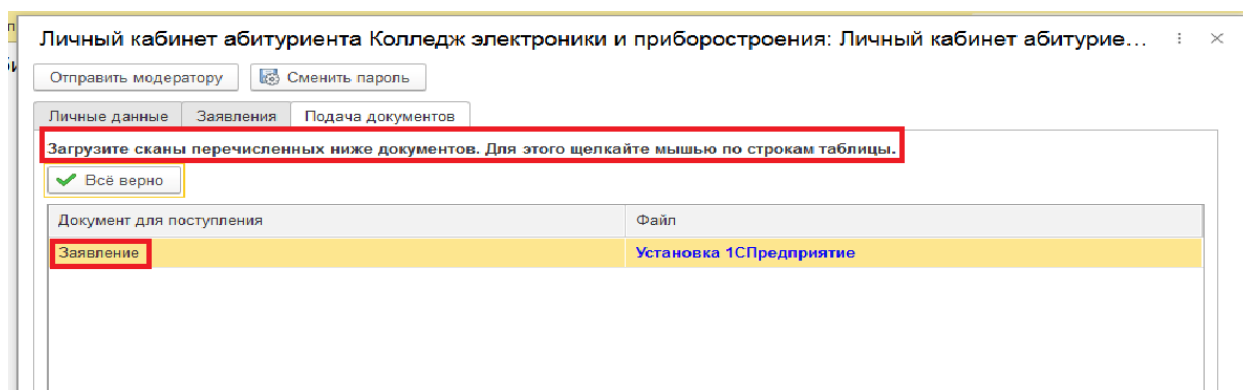 Личный кабинет абитуриента Колледж электроники и приборостроения: Личный кабинет абитурие...
Отправить модератору Сменить пароль
Личные данные Заявления Подача документов
Загрузите сканы перечисленных ниже документов. Для этого щелкайте мышью по строкам таблицы.
Всё верно
Документ для поступления Файл
Заявление Установка 1СПредприятие